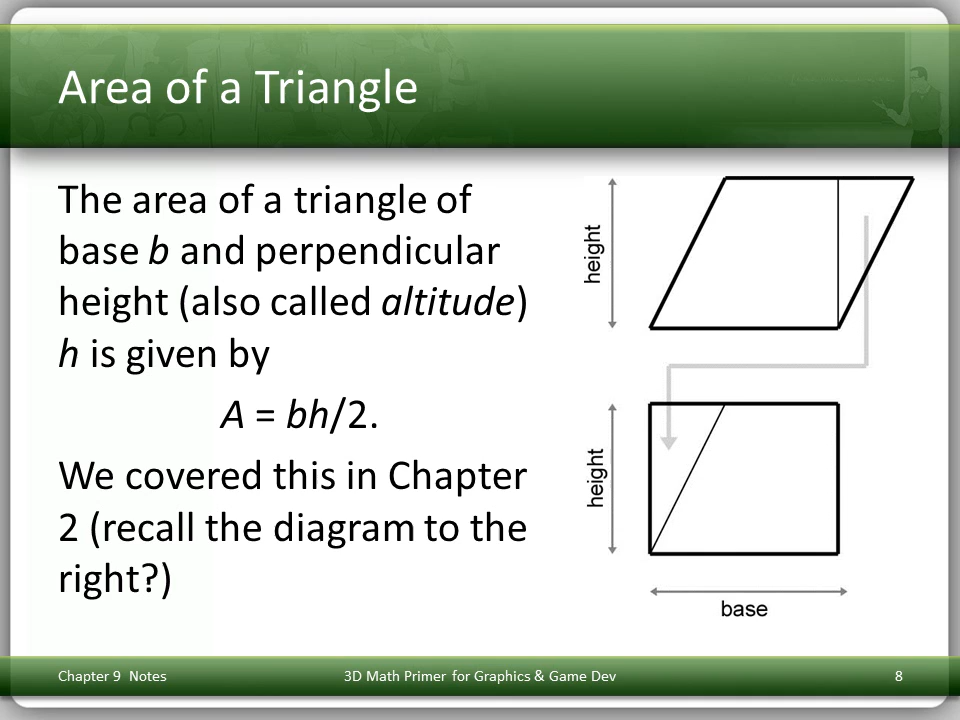 Area of a Triangle
The area of a triangle of
base b and perpendicular
height (also called altitude)
h is given by
A = bh/2.
We covered this in Chapter
2 (recall the diagram to the
right?)
height
height
base
Chapter 9 Notes
3D Math Primer for Graphics & Game Dev
8